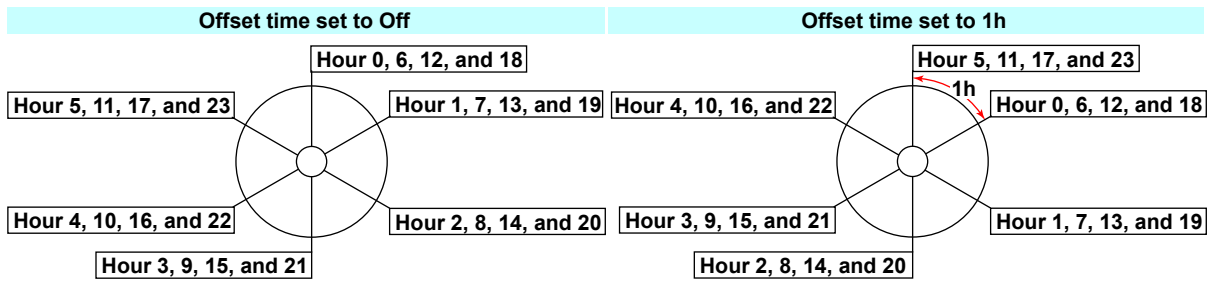 Offset time set to Off
Hour 0, 6, 12, and 18
Hour 5, 11, 17, and 23
Hour 1, 7, 13, and 19
Hour 4, 10, 16, and 22
Hour 2, 8, 14, and 20
Hour 3, 9, 15, and 21
Offset time set to 1h
Hour 5, 11, 17, and 23
1h
Hour 4, 10, 16, and 22
Hour 0, 6, 12, and 18
Hour 3, 9, 15, and 21
Hour 1, 7, 13, and 19
Hour 2, 8, 14, and 20